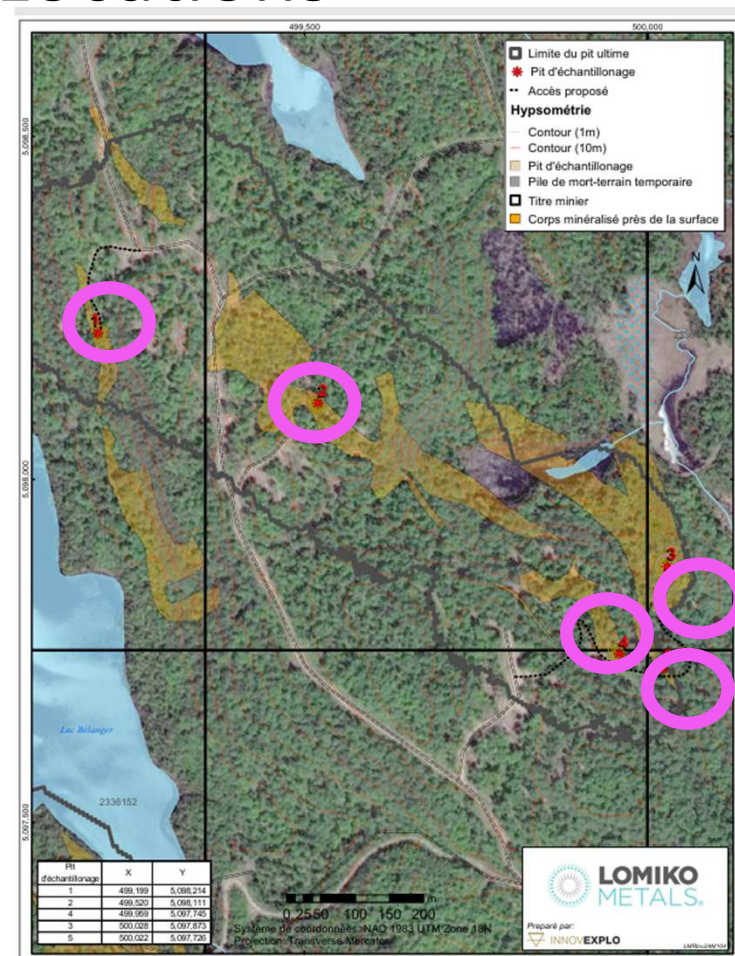 499,500
500,000
5,098,500
5,098,000
5,097,500
Limite du pit ultime
Pit d'échantillonage
Accès proposé
Hypsométrie
Contour (1m)
Contour (10m)
Pit d'échantillonage
Pile de mort-terrain temporaire
Titre minier
Corps minéralisé près de la surface
N
1
2
3
4
Lac Bélanger
2336152
Pit d'échantillonnage X Y
1 499,199 5,098,214
2 499,520 5,098,111
4 499,959 5,097,745
3 500,028 5,097,873
5 500,022 5,097,726
0 25 50 100 150 200
m
Système de coordonnées: NAD 1983 UTM Zone 18N
Projection: Transverse Mercator
LOMIKO
METALS.
Preparé par:
INNOVEXPLO